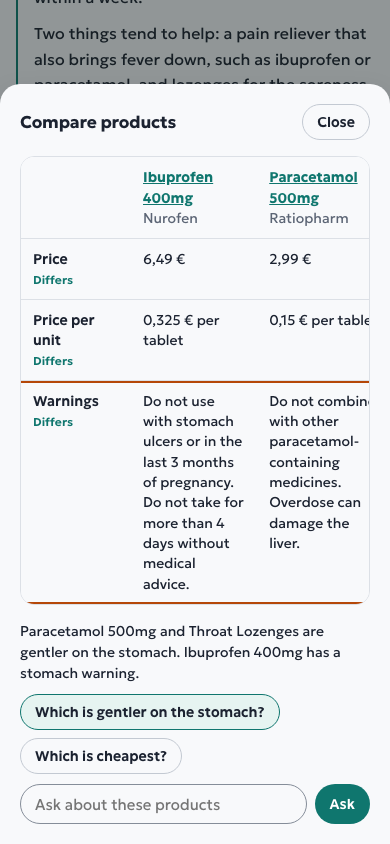 within a week.
Two things tend to help: a pain reliever that
also brings fever down, such as ibuprofen or
paracetamol, and lozenges for the soreness
Compare products
Close
Ibuprofen
400mg
Nurofen
Paracetamol
500mg
Ratiopharm
Price
Differs
6,49 €
2,99 €
Price per
unit
Differs
0,325 € per
tablet
0,15 € per table
Warnings
Differs
Do not use
with stomach
ulcers or in the
last 3 months
of pregnancy.
Do not take for
more than 4
days without
medical
advice.
Do not combin
with other
paracetamol-
containing
medicines.
Overdose can
damage the
liver.
Paracetamol 500mg and Throat Lozenges are
gentler on the stomach. Ibuprofen 400mg has a
stomach warning.
Which is gentler on the stomach?
Which is cheapest?
Ask about these products
Ask